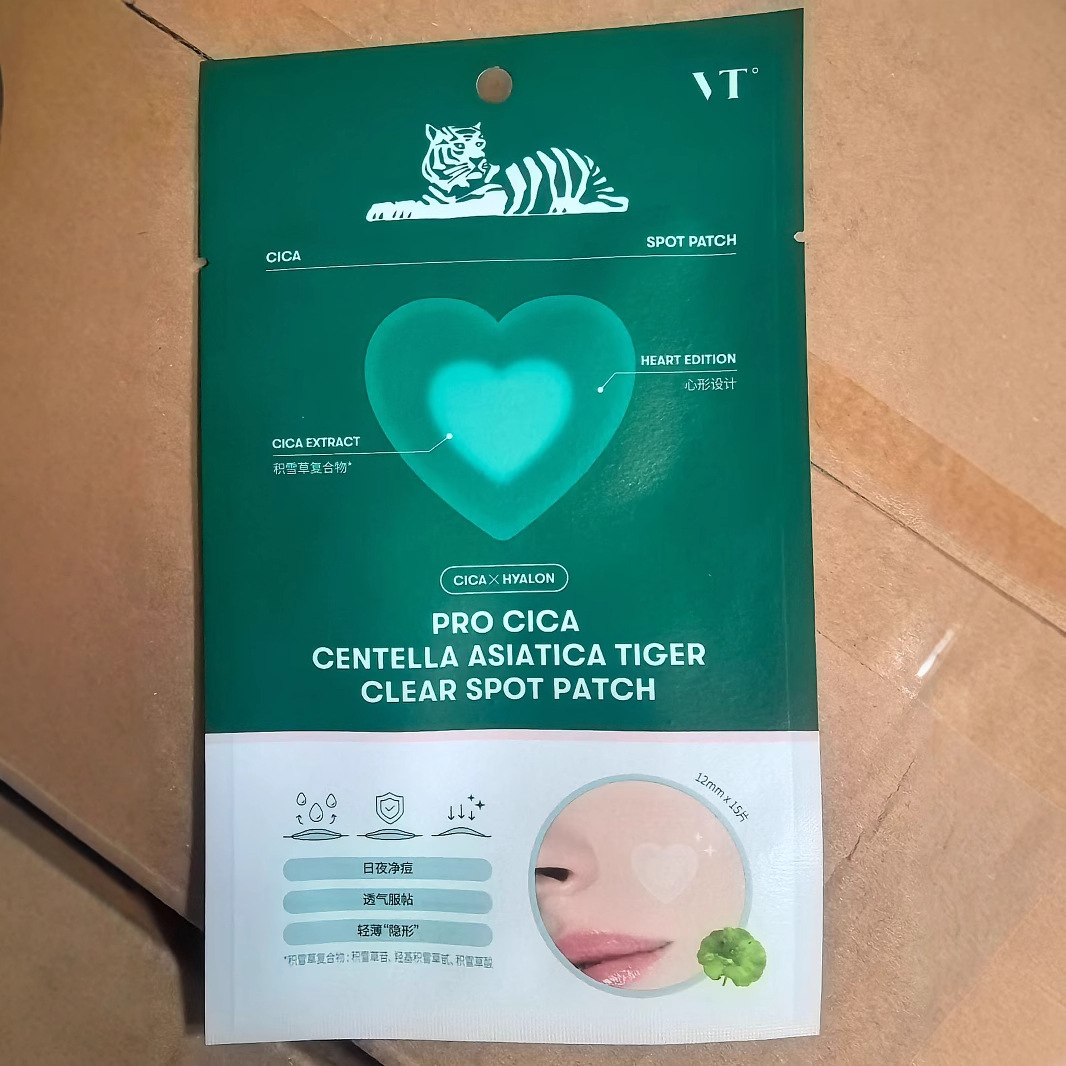 VT
CICA
SPOT PATCH
HEART EDITION
心形设计
CICA EXTRACT
积雪草复合物*
CICA×HYALON
PRO CICA
CENTELLA ASIATICA TIGER
CLEAR SPOT PATCH
12mm x 15片
日夜净痘
透气服帖
轻薄“隐形”
*积雪草复合物：积雪草苷、羟基积雪草苷、积雪草酸